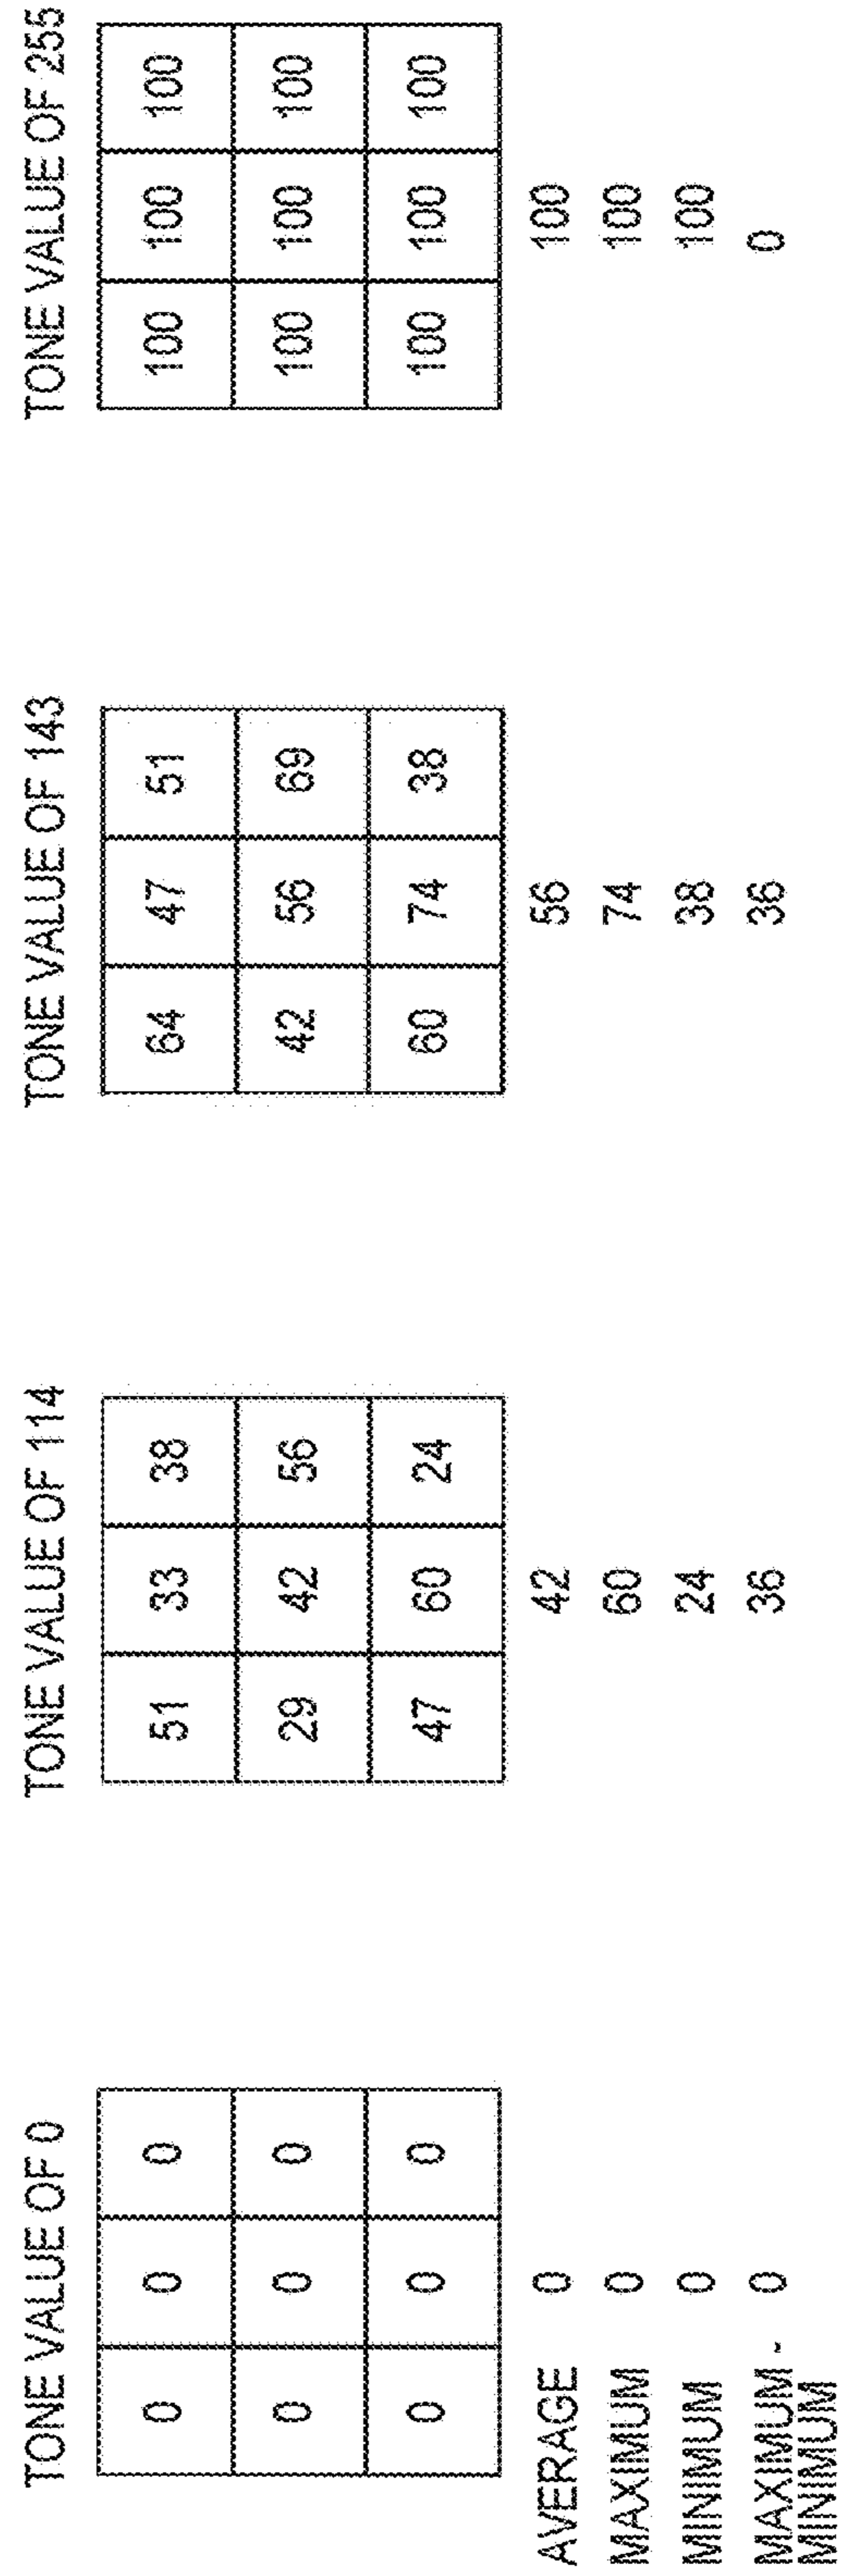 TONE VALUE OF 0
0 0 0
0 0 0
0 0 0
AVERAGE 0
MAXIMUM 0
MINIMUM 0
MAXIMUM - 0
MINIMUM
TONE VALUE OF 114
51 33 38
29 42 56
47 60 24
42
60
24
36
TONE VALUE OF 143
64 47 51
42 56 69
60 74 38
56
74
38
36
TONE VALUE OF 255
100 100 100
100 100 100
100 100 100
100
100
100
0